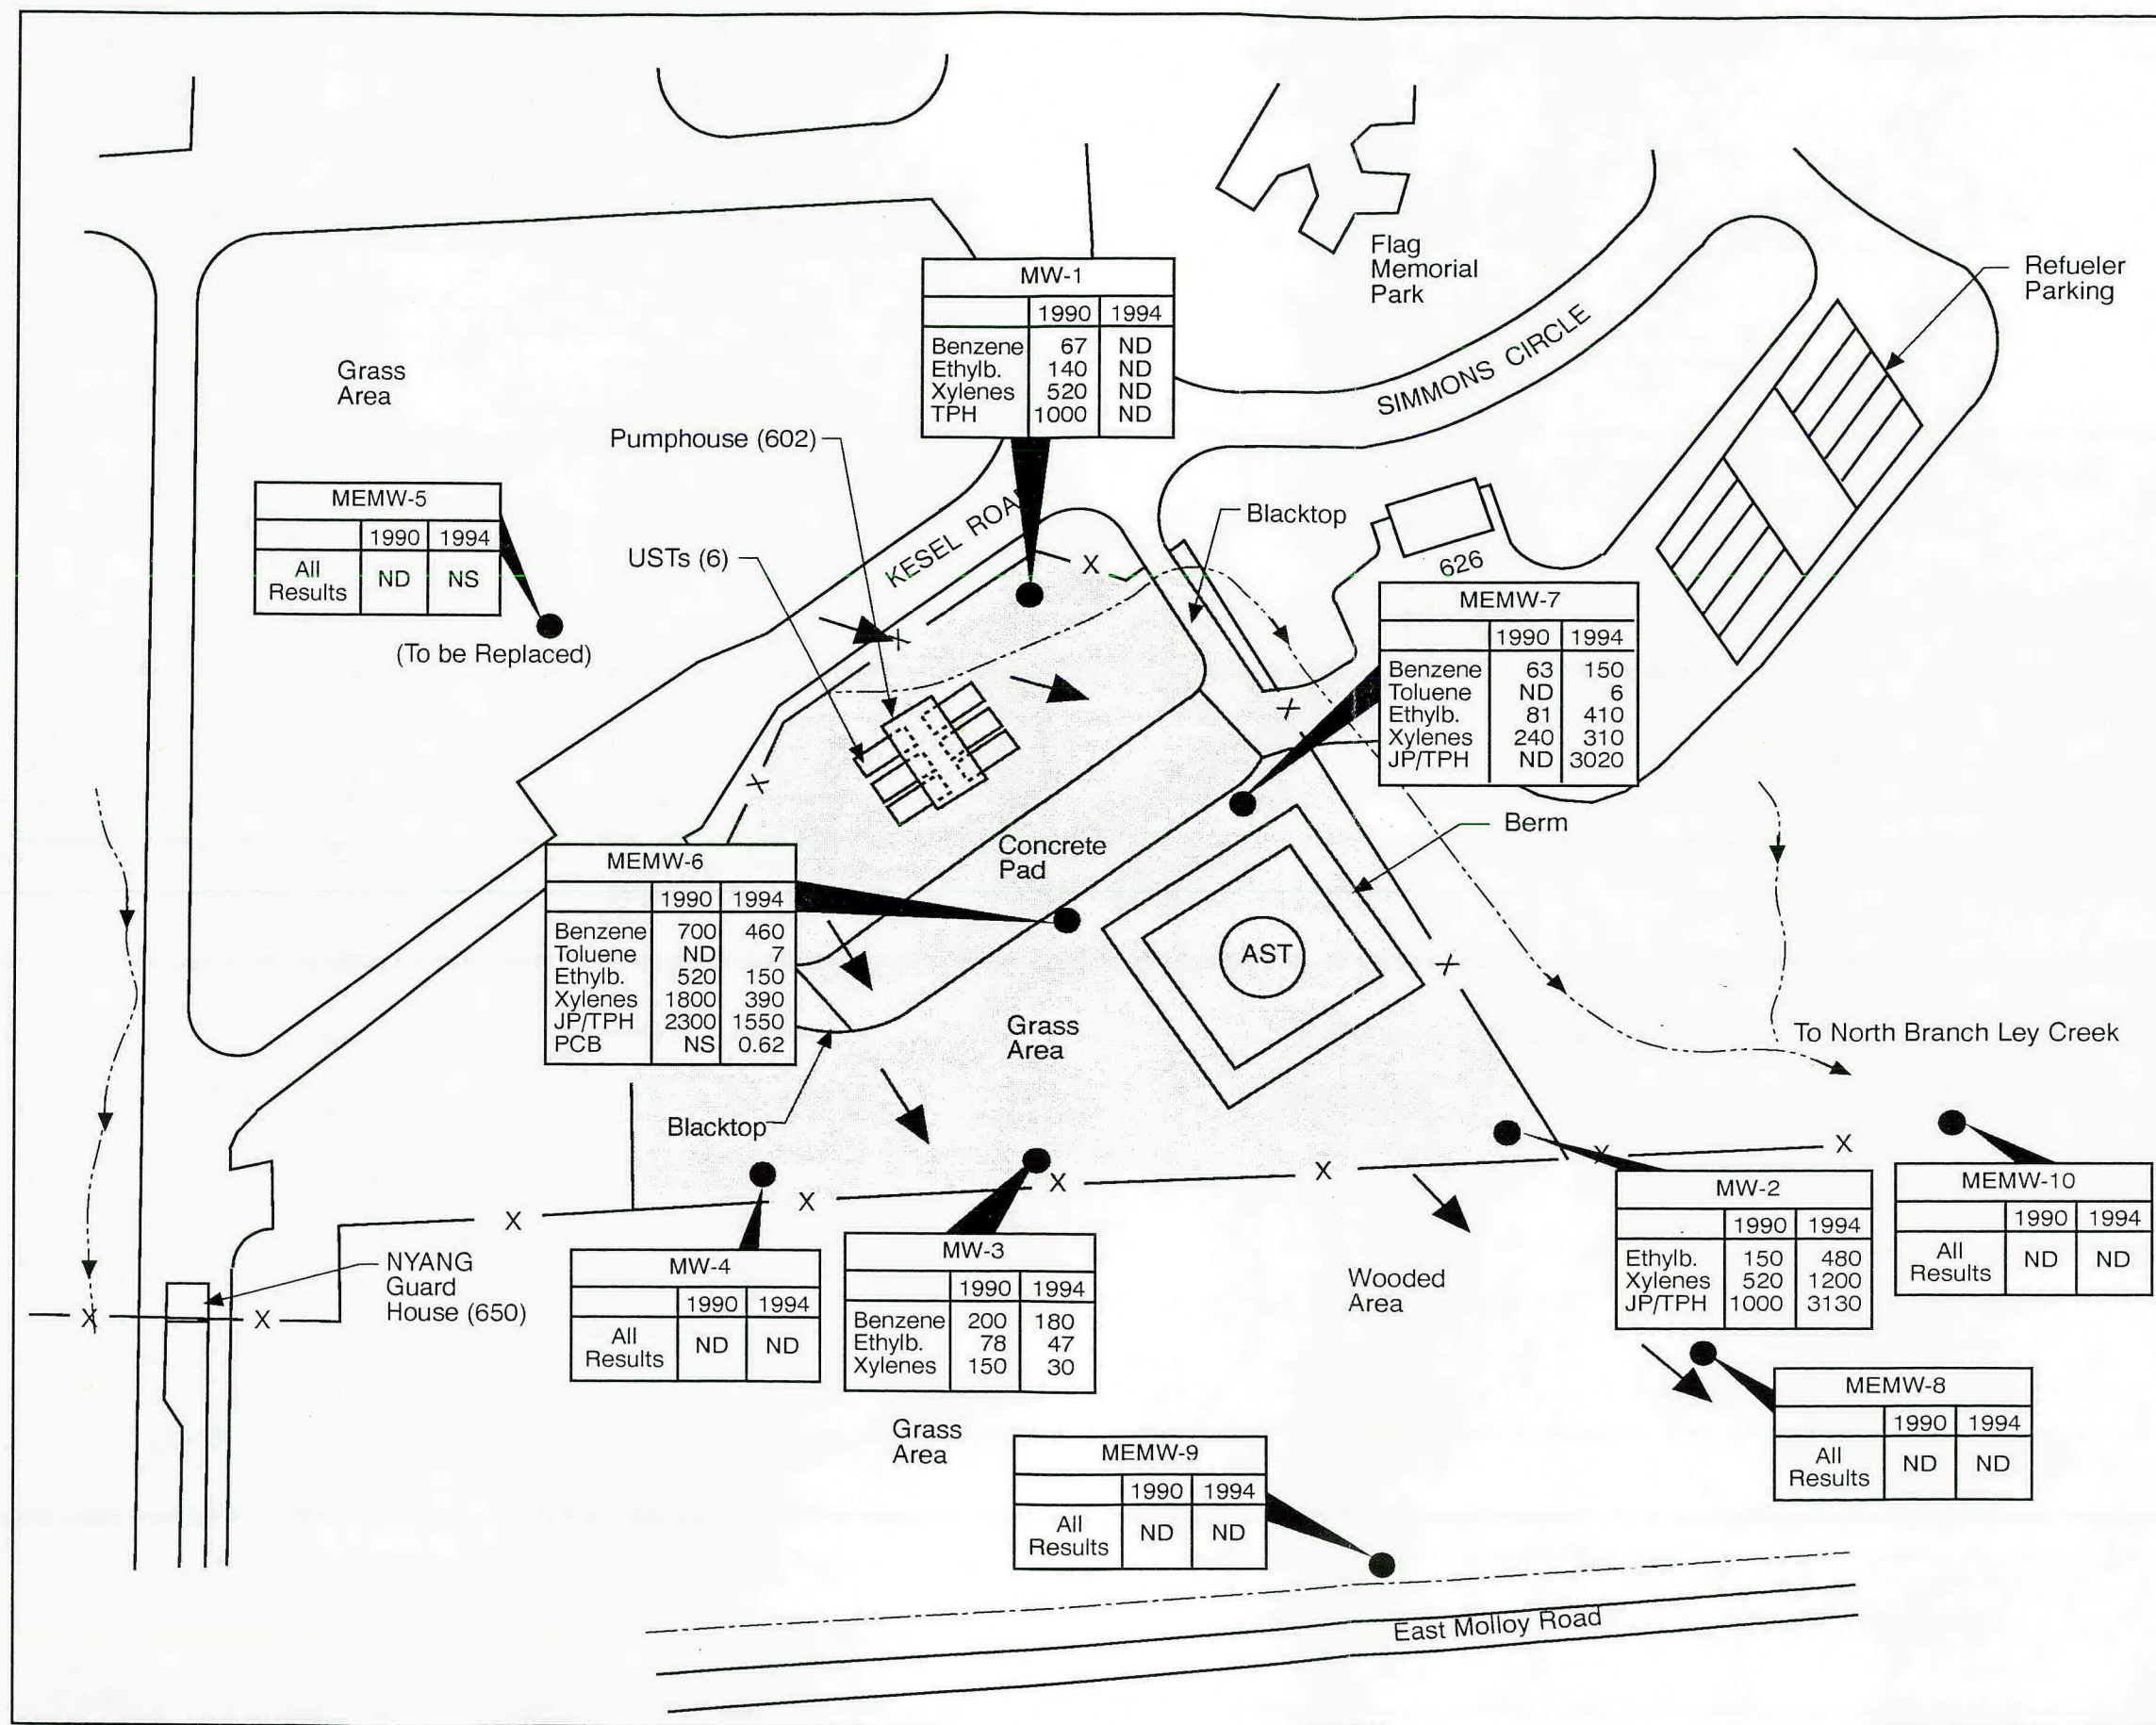 Flag
Memorial
Park
Refueler
Parking
SIMMONS CIRCLE
MW-1
1990 1994
Benzene 67 ND
Ethylb. 140 ND
Xylenes 520 ND
TPH 1000 ND
Grass
Area
Pumphouse (602)
MEMW-5
1990 1994
All
Results ND NS
(To be Replaced)
USTs (6)
KESEL ROA
X
Blacktop
626
MEMW-7
1990 1994
Benzene 63 150
Toluene ND 6
Ethylb. 81 410
Xylenes 240 310
JP/TPH ND 3020
X
X
X
Berm
Concrete
Pad
MEMW-6
1990 1994
Benzene 700 460
Toluene ND 7
Ethylb. 520 150
Xylenes 1800 390
JP/TPH 2300 1550
PCB NS 0.62
AST
X
Grass
Area
To North Branch Ley Creek
Blacktop
X X X X X X
MW-2
1990 1994
Ethylb. 150 480
Xylenes 520 1200
JP/TPH 1000 3130
MEMW-10
1990 1994
All
Results ND ND
NYANG
Guard
House (650)
X X
MW-4
1990 1994
All
Results ND ND
MW-3
1990 1994
Benzene 200 180
Ethylb. 78 47
Xylenes 150 30
Wooded
Area
MEMW-8
1990 1994
All
Results ND ND
Grass
Area
MEMW-9
1990 1994
All
Results ND ND
East Molloy Road